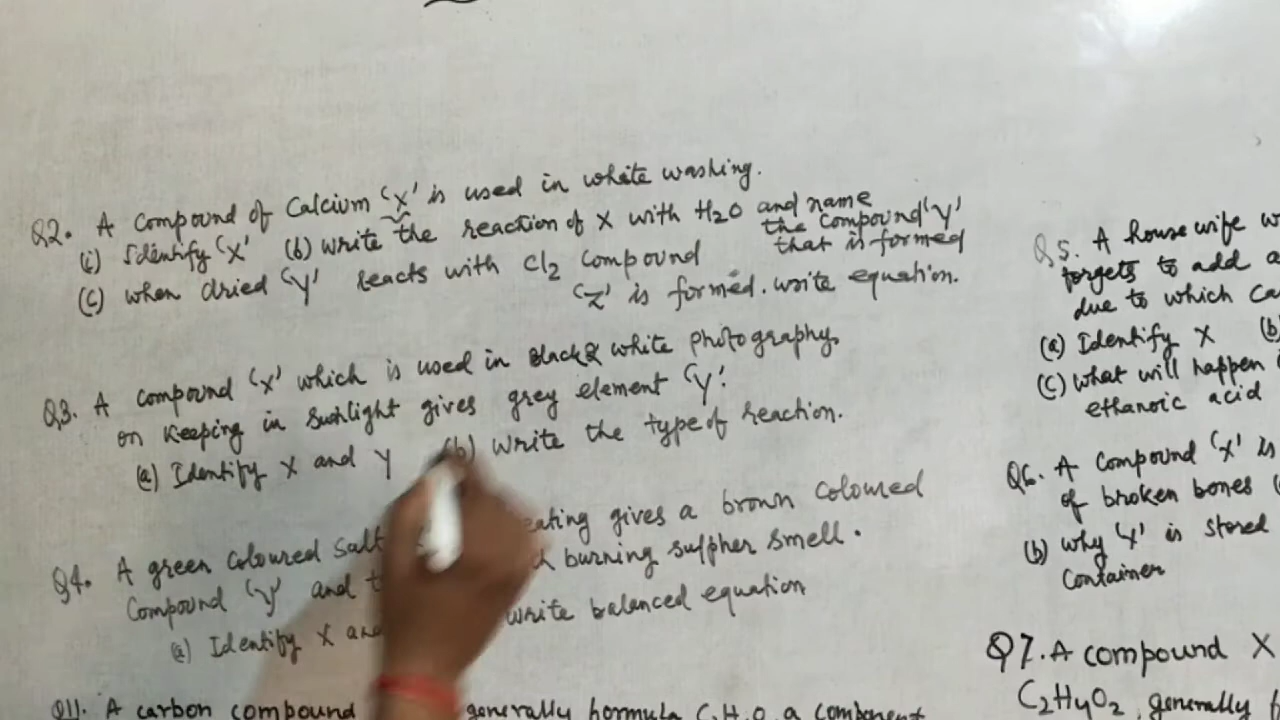 Q2. A Compound of Calcium 'X' is used in white washing.
(i) Identify 'X' (b) write the reaction of X with H2O and name the Compound 'Y' that is formed
(c) when dried 'Y' reacts with Cl2 compound 'Z' is formed. write equation.
Q3. A compound 'X' which is used in Black & white photography.
on keeping in sunlight gives grey element 'Y'.
(a) Identify X and Y (b) write the type of reaction.
Q4. A green coloured salt eating gives a brown coloured
Compound 'Y' and burning sulpher smell.
(a) Identify X and write balanced equation
Q11. A carbon compound generally formula a component
Q5. A house wife w
forgets to add a
due to which ca
(a) Identify X (b)
(c) what will happen
ethanoic acid
Q6. A compound 'X' is
of broken bones (
(b) why 'X' is stored
container
Q7. A compound X
C2H4O2, generally f